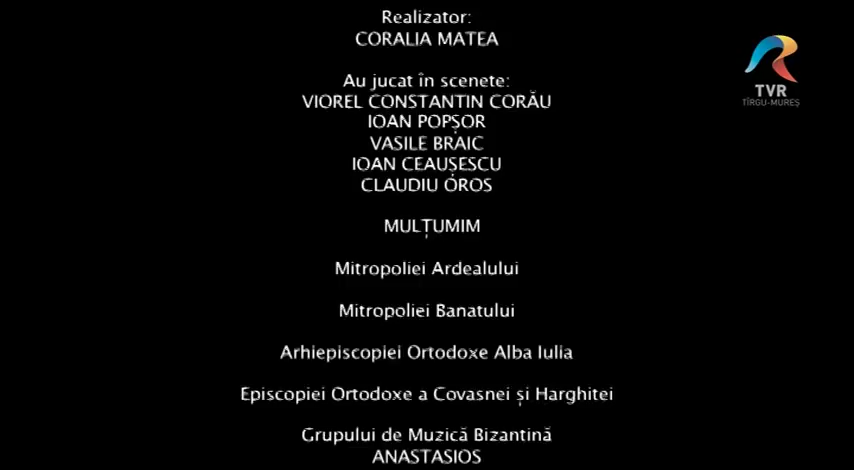 Realizator:
CORALIA MATEA
Au jucat în scenete:
VIOREL CONSTANTIN CORĂU
IOAN POPȘOR
VASILE BRAIC
IOAN CEAUȘESCU
CLAUDIU OROS
MULȚUMIM
Mitropoliei Ardealului
Mitropoliei Banatului
Arhiepiscopiei Ortodoxe Alba Iulia
Episcopiei Ortodoxe a Covasnei și Harghitei
Grupului de Muzică Bizantină
ANASTASIOS
TVR
TÎRGU-MUREȘ